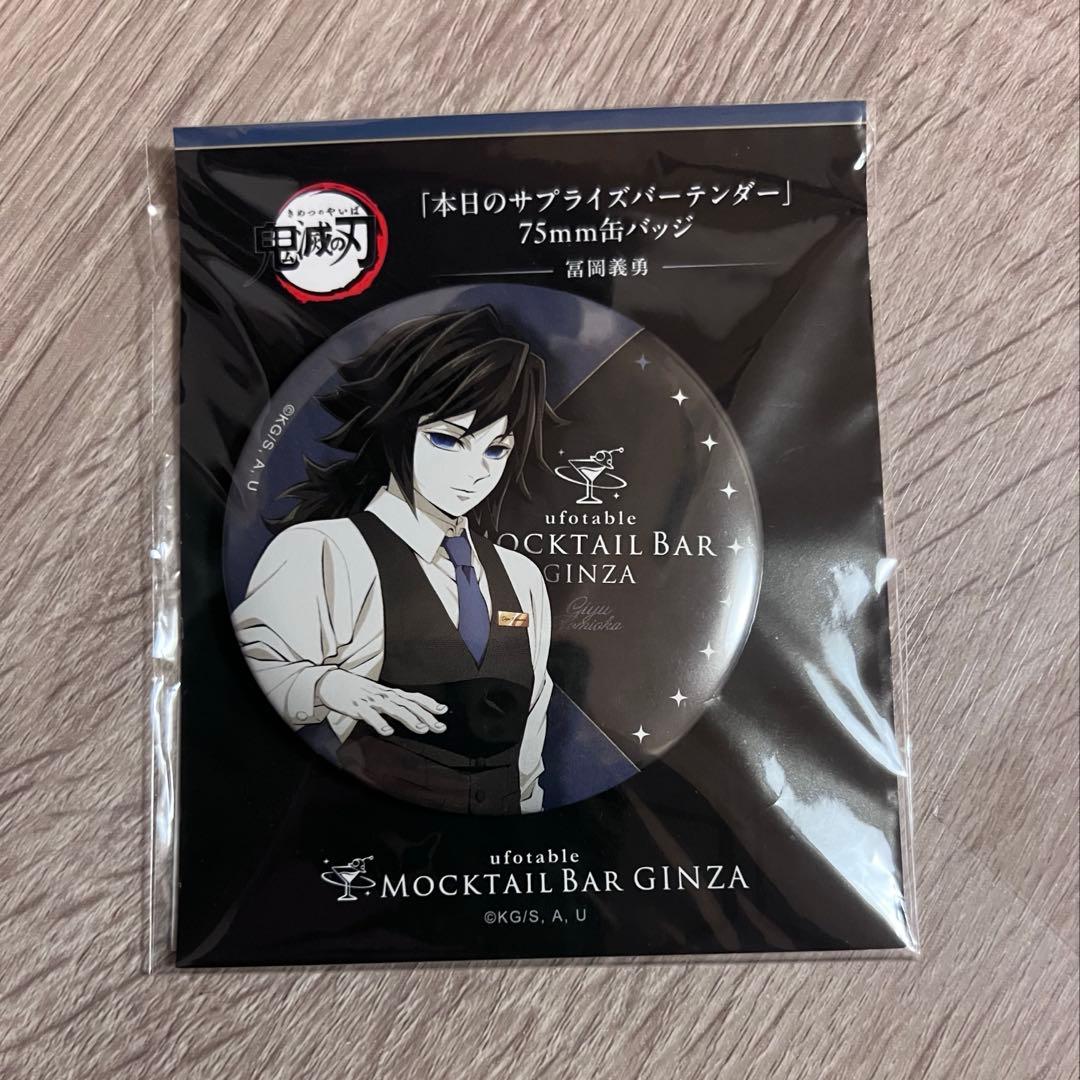 きめつのやいば
鬼滅の刃
「本日のサプライズバーテンダー」
75mm缶バッジ
冨岡義勇
©KG/S, A, U
ufotable
MOCKTAIL BAR
GINZA
Giyu
Tomioka
ufotable
MOCKTAIL BAR GINZA
©KG/S, A, U